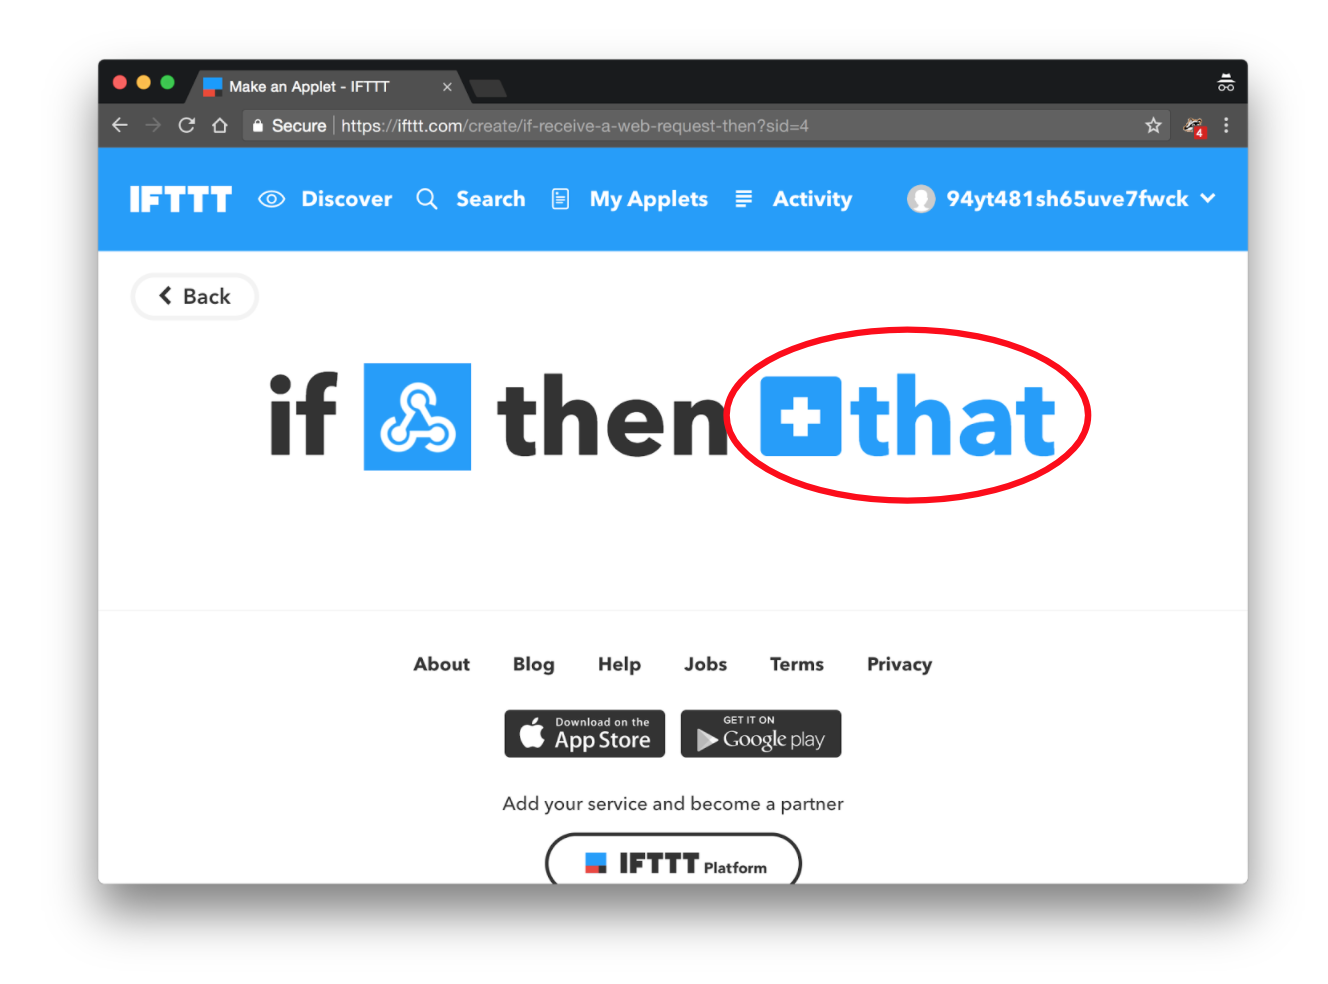 Make an Applet - IFTTT
Secure https://ifttt.com/create/if-receive-a-web-request-then?sid=4
4
IFTTT Discover Search My Applets Activity 94yt481sh65uve7fwck
Back
if then that
About Blog Help Jobs Terms Privacy
Download on the
App Store
GET IT ON
Google play
Add your service and become a partner
IFTTT Platform